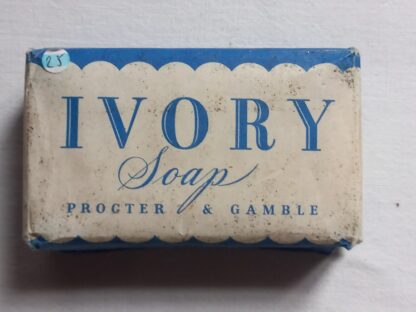 25
IVORY
Soap
PROCTER & GAMBLE